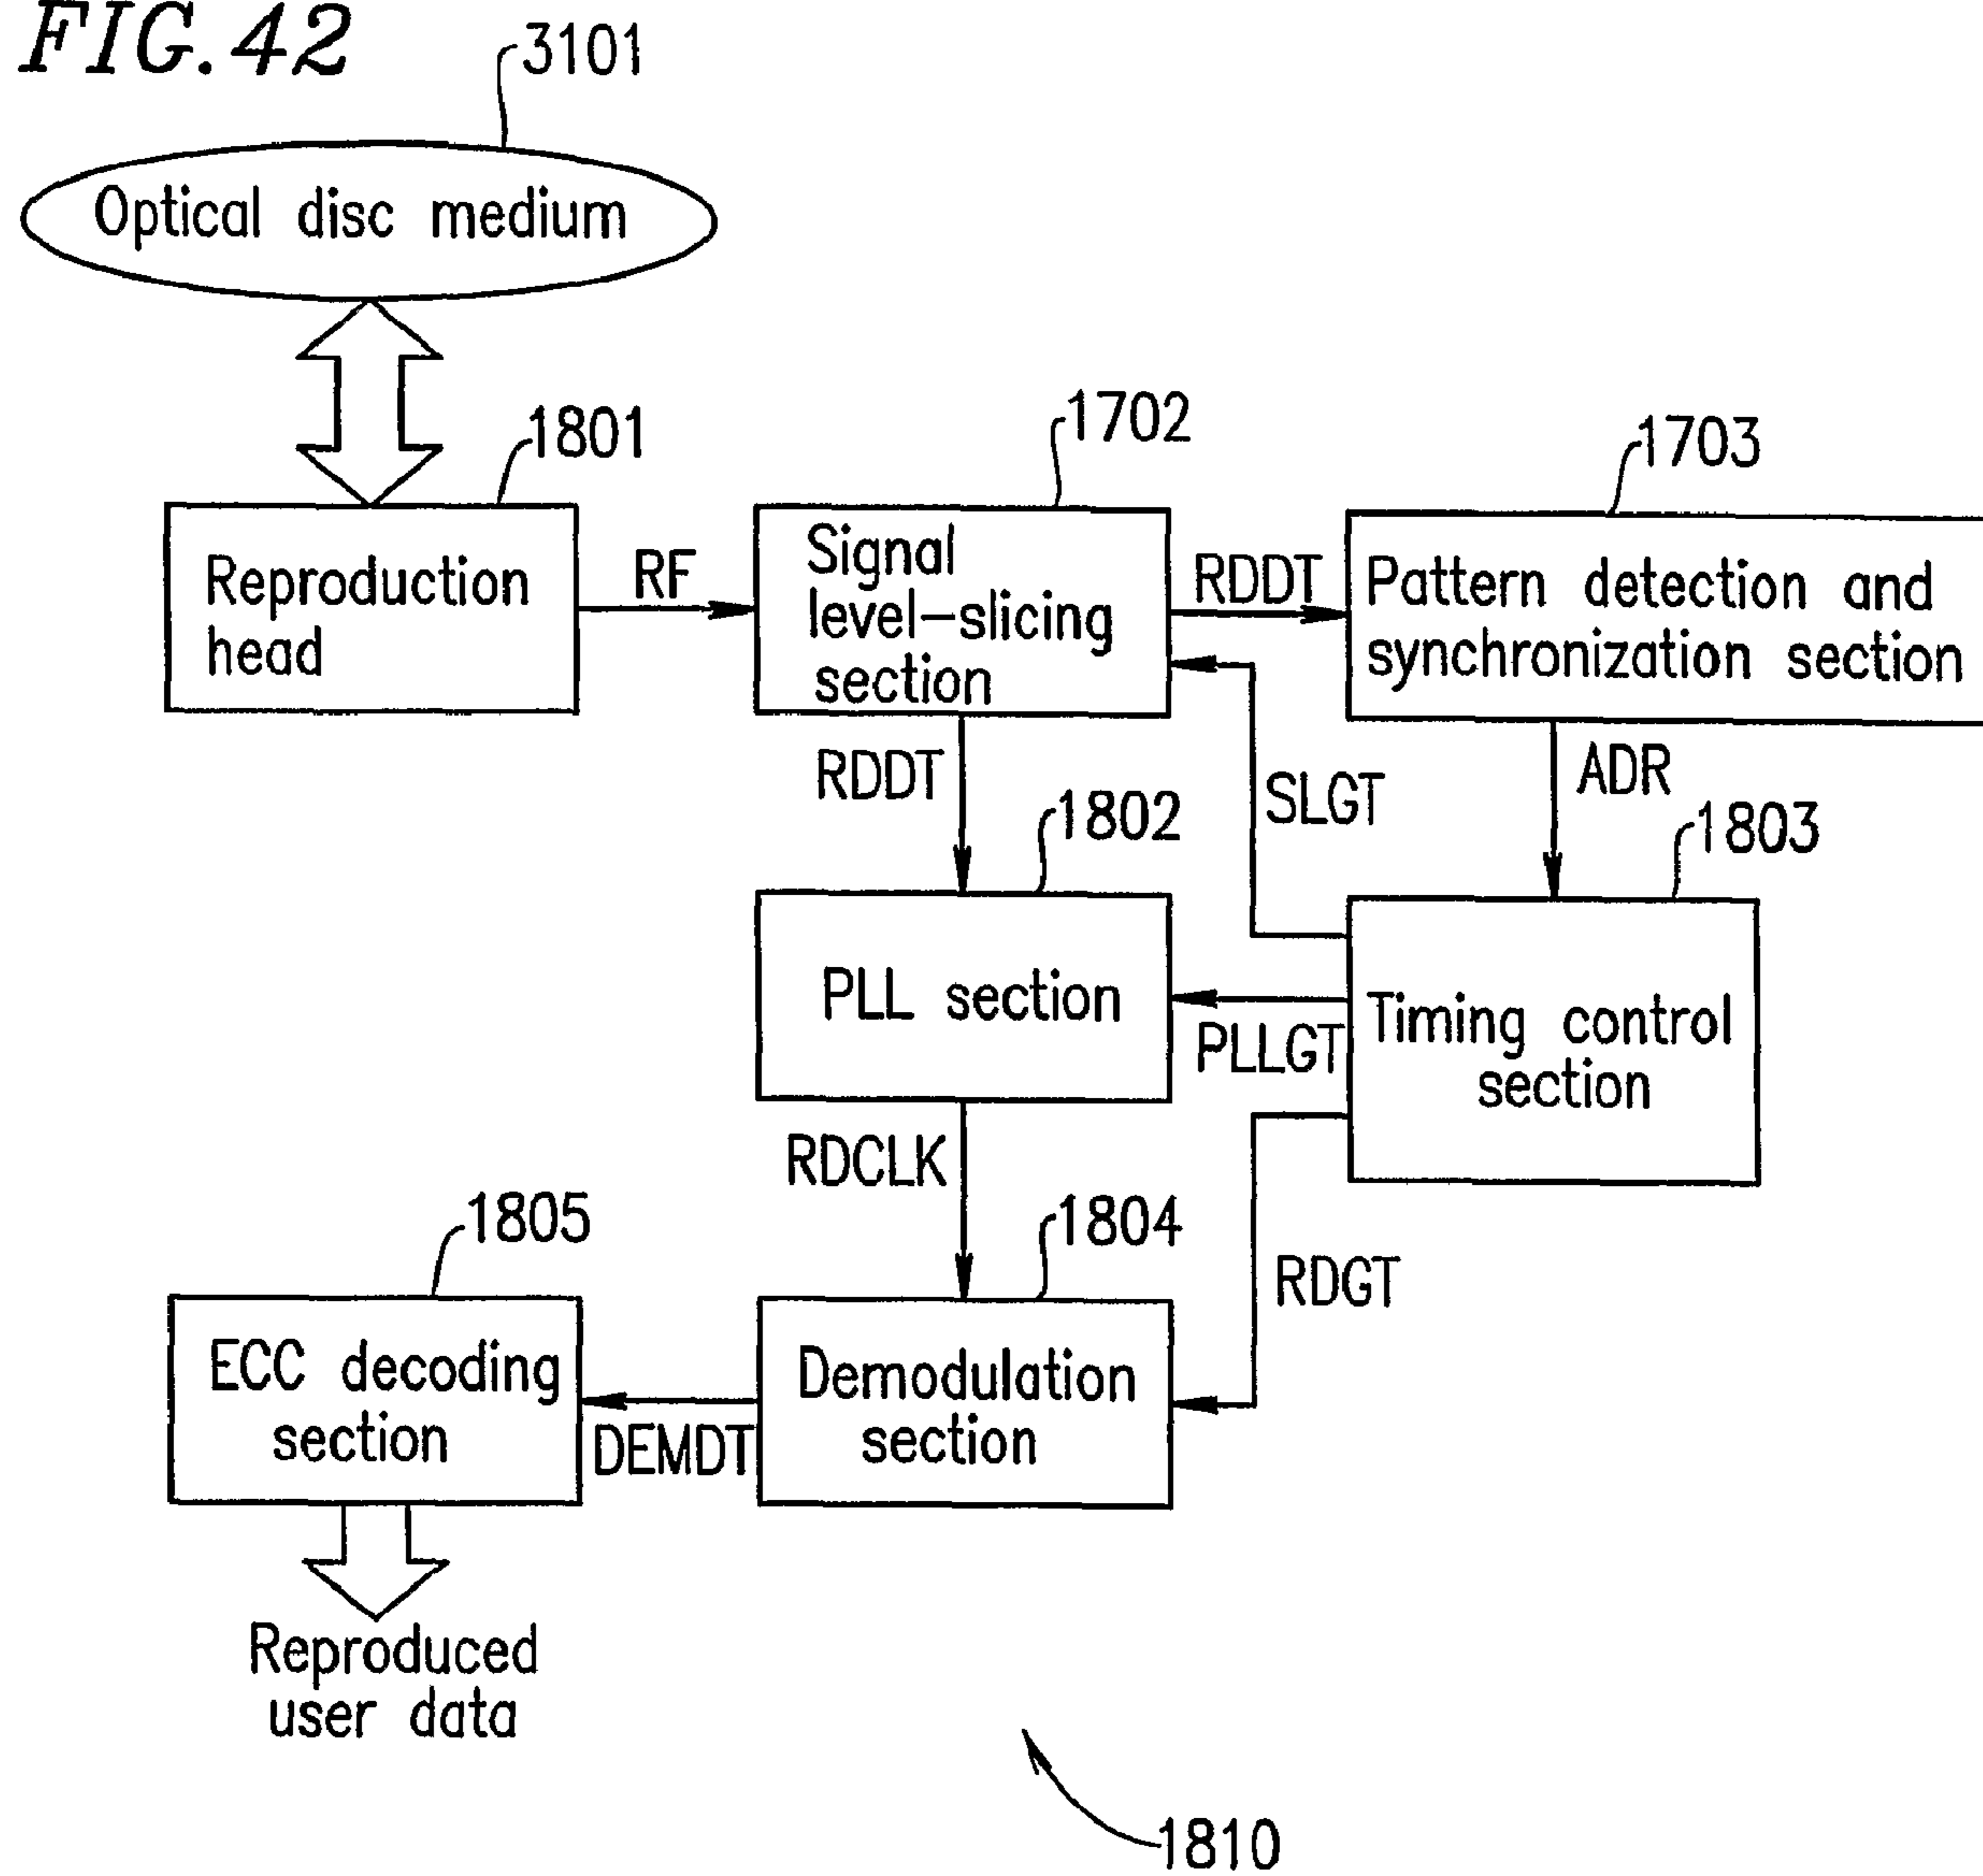 FIG.42
3101
Optical disc medium
1801
1702
1703
Reproduction
head
RF
Signal
level-slicing
section
RDDT
Pattern detection and
synchronization section
RDDT
SLGT
ADR
1802
1803
PLL section
PLLGT
Timing control
section
RDCLK
1805
1804
RDGT
ECC decoding
section
DEMDT
Demodulation
section
Reproduced
user data
1810